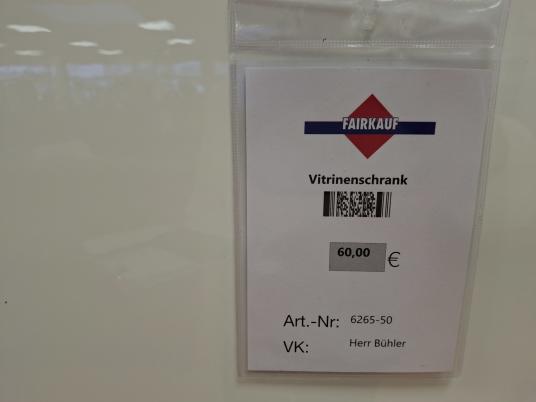 FAIRKAUF
Vitrinenschrank
60,00 €
Art.-Nr: 6265-50
VK: Herr Bühler